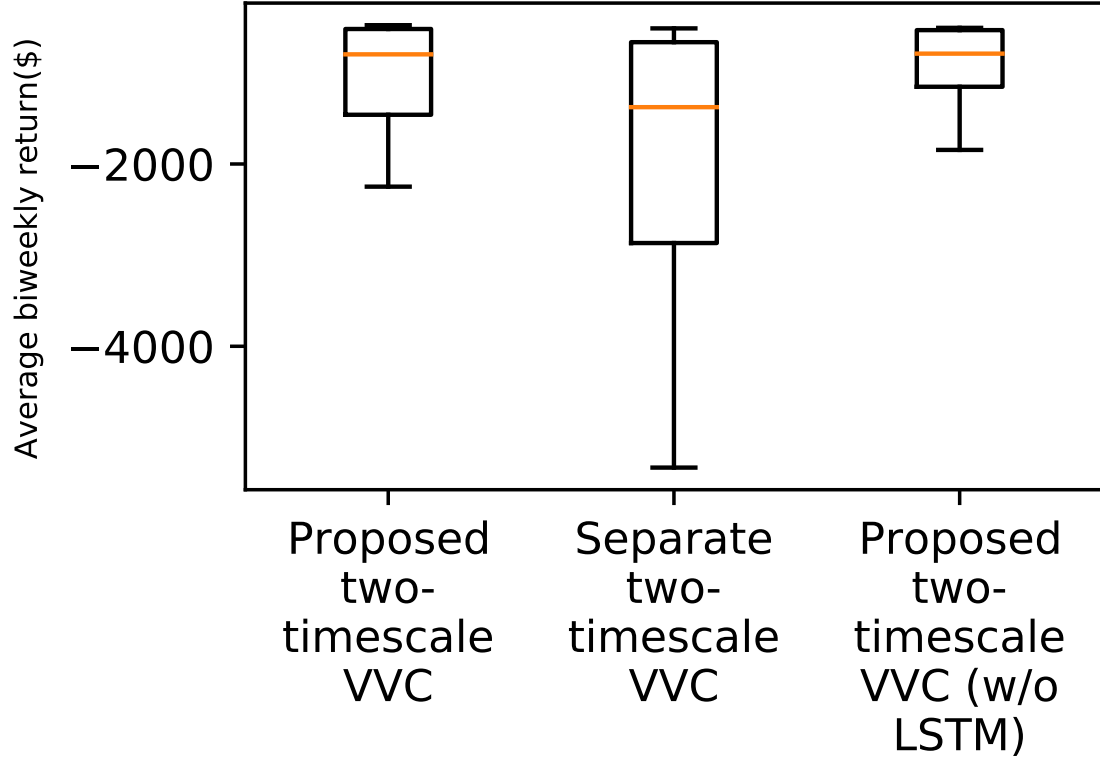 Average biweekly return($)
−2000
−4000
Proposed
two-
timescale
VVC
Separate
two-
timescale
VVC
Proposed
two-
timescale
VVC (w/o
LSTM)